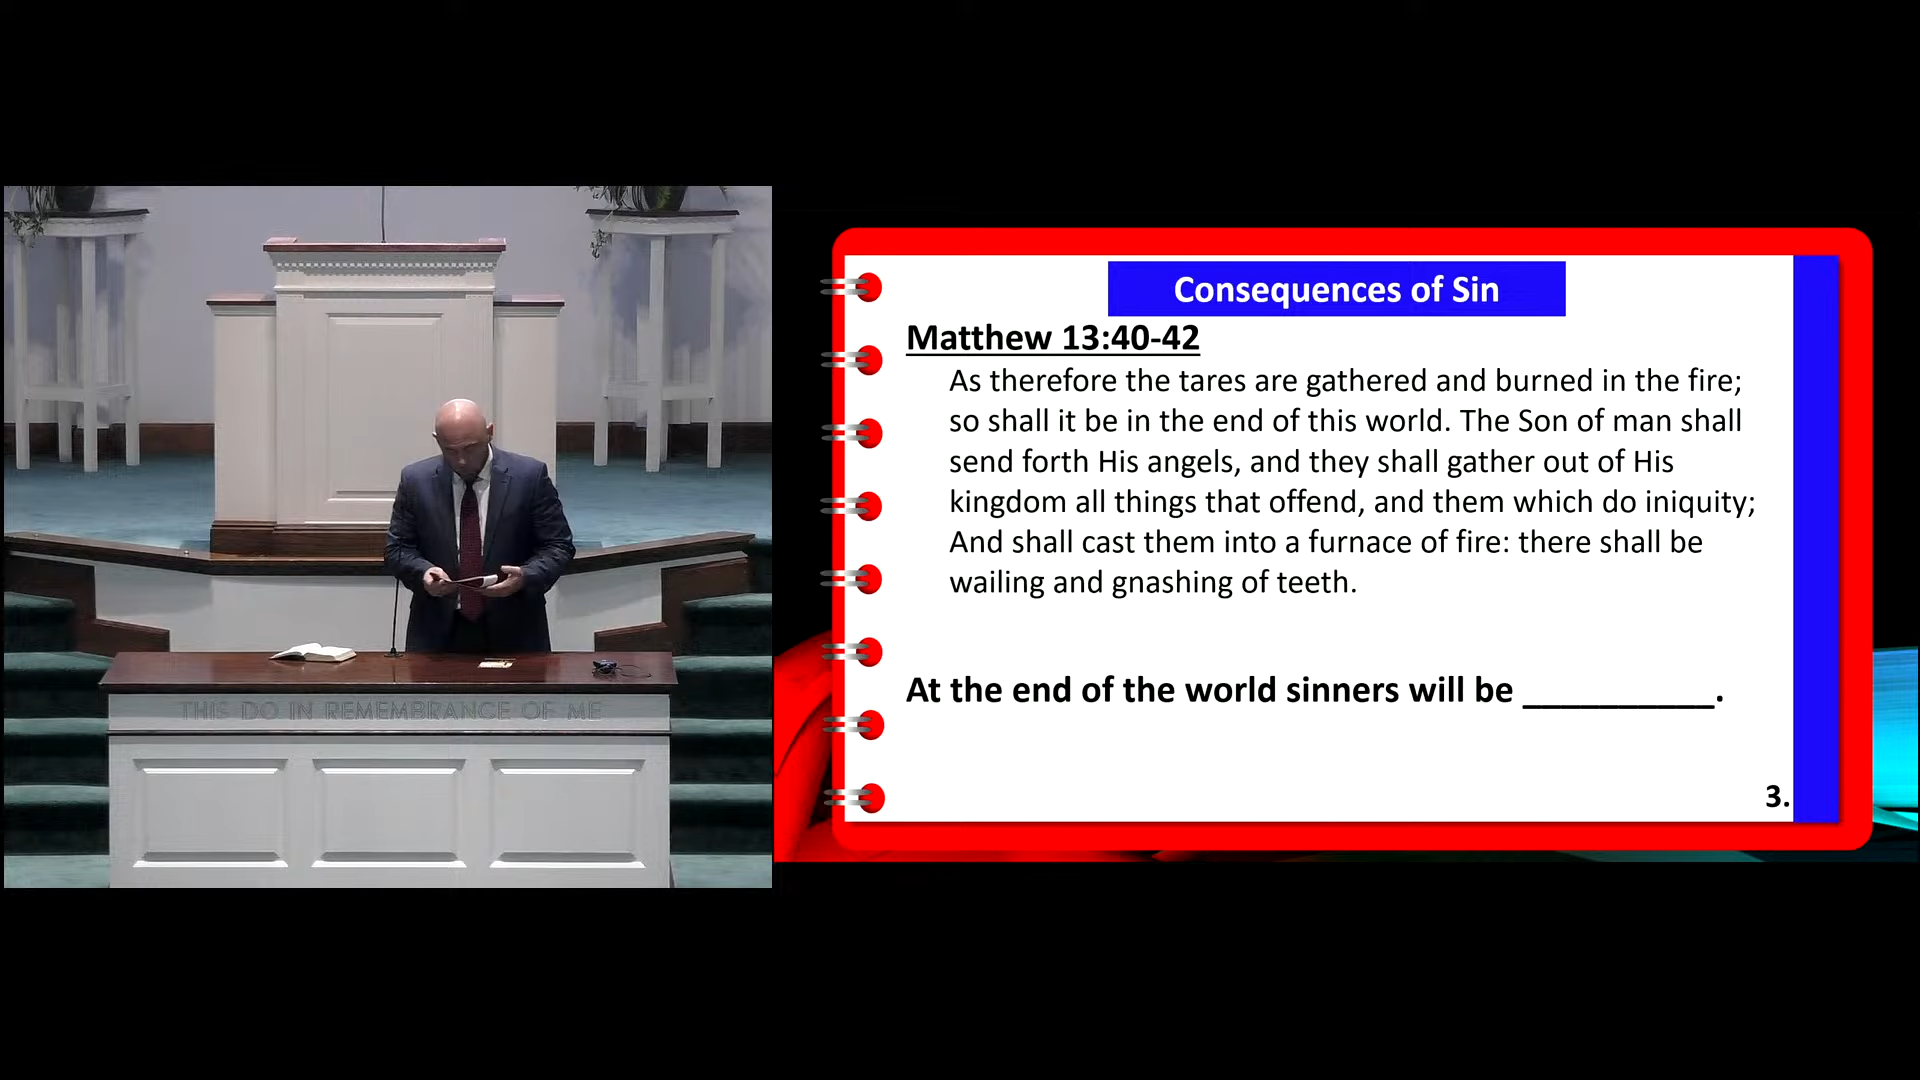 THIS DO IN REMEMBRANCE OF ME
Consequences of Sin
Matthew 13:40-42
As therefore the tares are gathered and burned in the fire;
so shall it be in the end of this world. The Son of man shall
send forth His angels, and they shall gather out of His
kingdom all things that offend, and them which do iniquity;
And shall cast them into a furnace of fire: there shall be
wailing and gnashing of teeth.
At the end of the world sinners will be __________.
3.